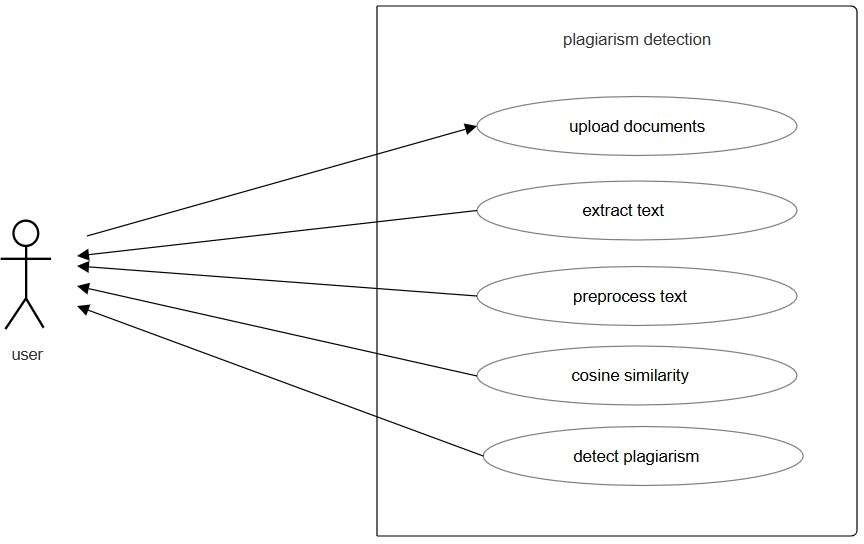 plagiarism detection
upload documents
extract text
preprocess text
cosine similarity
detect plagiarism
user